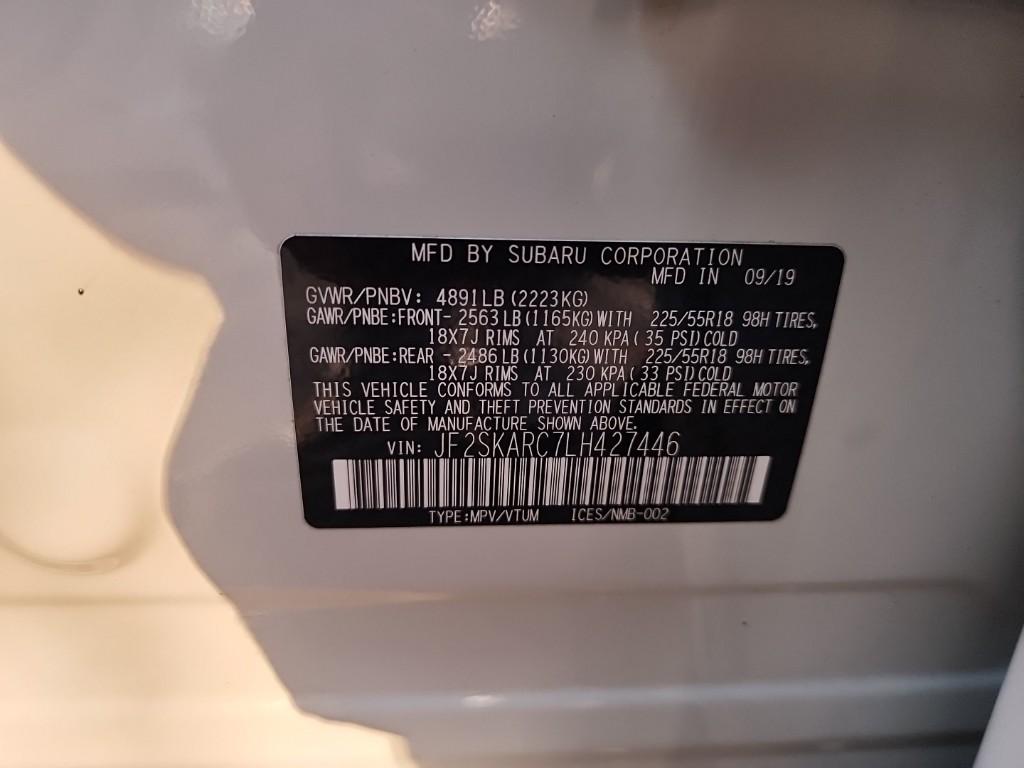 MFD BY SUBARU CORPORATION
MFD IN 09/19
GVWR/PNBV: 4891LB(2223KG)
GAWR/PNBE:FRONT- 2563LB(1165KG)WITH 225/55R18 98H TIRES,
18X7J RIMS AT 240 KPA( 35 PSI)COLD
GAWR/PNBE:REAR - 2486LB(1130KG)WITH 225/55R18 98H TIRES,
18X7J RIMS AT 230 KPA( 33 PSI)COLD
THIS VEHICLE CONFORMS TO ALL APPLICABLE FEDERAL MOTOR
VEHICLE SAFETY AND THEFT PREVENTION STANDARDS IN EFFECT ON
THE DATE OF MANUFACTURE SHOWN ABOVE.
VIN: JF2SKARC7LH427446
TYPE:MPV/VTUM ICES/NMB-002